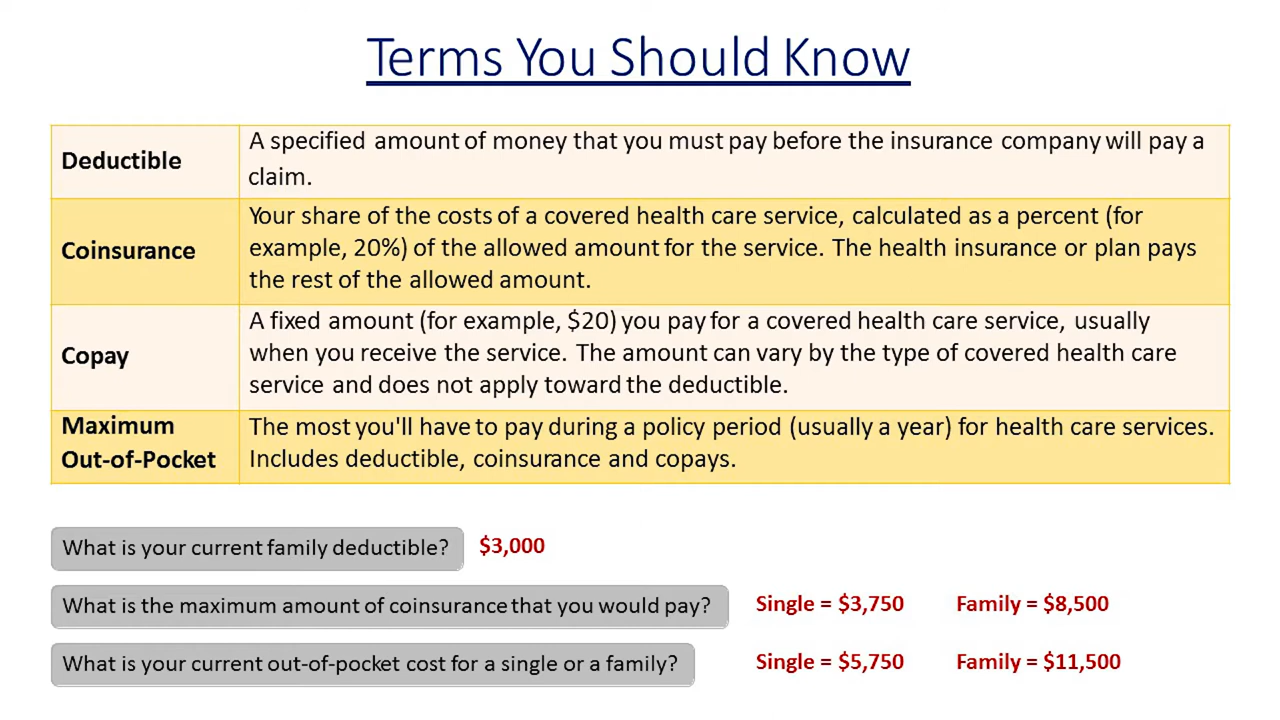 Terms You Should Know
Deductible
A specified amount of money that you must pay before the insurance company will pay a
claim.
Coinsurance
Your share of the costs of a covered health care service, calculated as a percent (for
example, 20%) of the allowed amount for the service. The health insurance or plan pays
the rest of the allowed amount.
Copay
A fixed amount (for example, $20) you pay for a covered health care service, usually
when you receive the service. The amount can vary by the type of covered health care
service and does not apply toward the deductible.
Maximum
Out-of-Pocket
The most you'll have to pay during a policy period (usually a year) for health care services.
Includes deductible, coinsurance and copays.
What is your current family deductible? $3,000
What is the maximum amount of coinsurance that you would pay? Single = $3,750 Family = $8,500
What is your current out-of-pocket cost for a single or a family? Single = $5,750 Family = $11,500